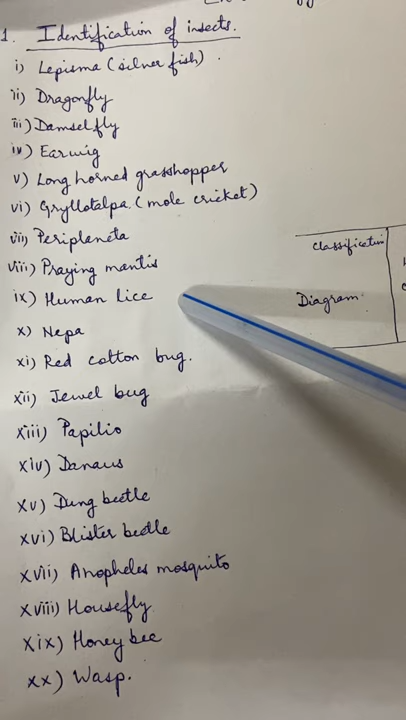 1. Identification of insects.
i) Lepisma (silver fish).
ii) Dragonfly
iii) Damselfly
iv) Earwig
v) Long horned grasshopper
vi) Gryllotalpa. (mole cricket)
vii) Periplaneta
viii) Praying mantis
ix) Human lice
x) Nepa
xi) Red cotton bug.
xii) Jewel bug
xiii) Papilio
xiv) Danaus
xv) Dung beetle
xvi) Blister beetle
xvii) Anopheles mosquito
xviii) Housefly
xix) Honey bee
xx) Wasp.
Classification
Diagram.